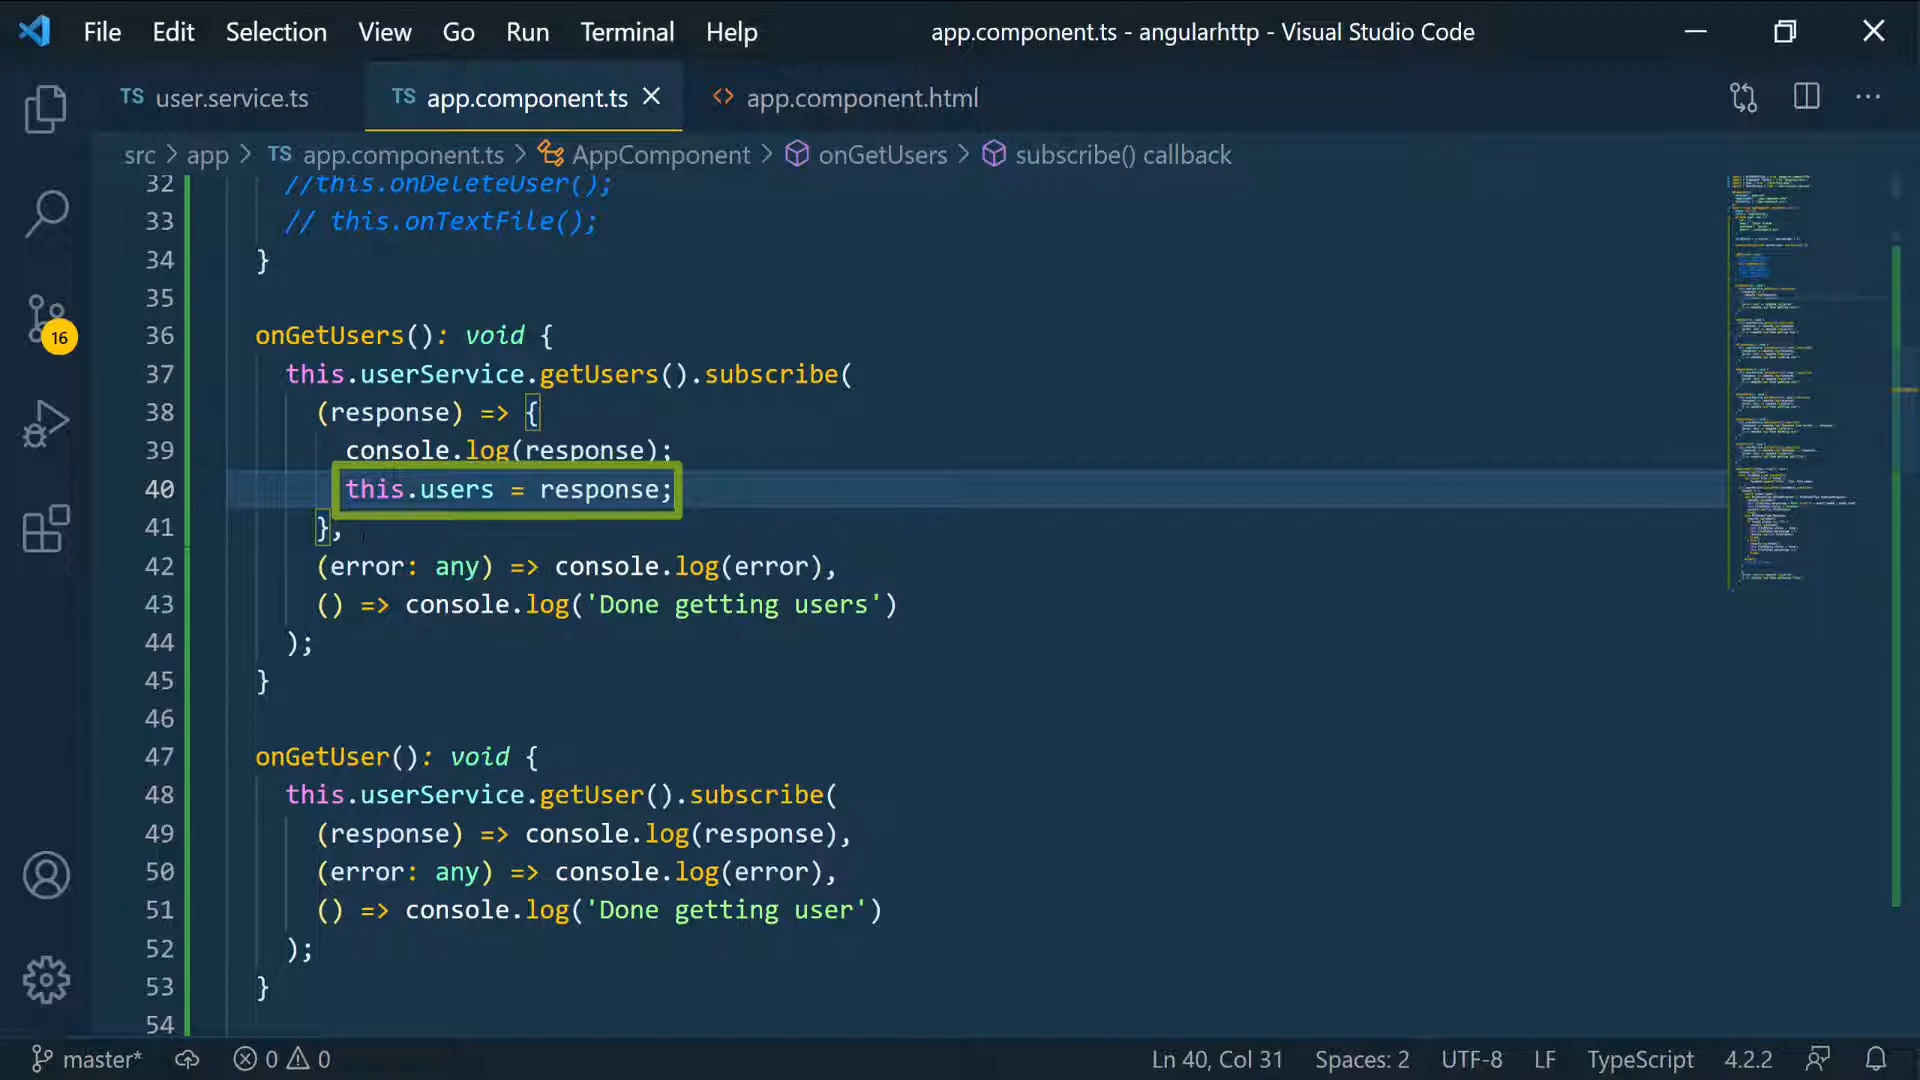 File Edit Selection View Go Run Terminal Help app.component.ts - angularhttp - Visual Studio Code
TS user.service.ts TS app.component.ts <> app.component.html
src > app > TS app.component.ts > AppComponent > onGetUsers > subscribe() callback
32 //this.onDeleteUser();
33 // this.onTextFile();
34 }
35
36 onGetUsers(): void {
37 this.userService.getUsers().subscribe(
38 (response) => {
39 console.log(response);
40 this.users = response;
41 },
42 (error: any) => console.log(error),
43 () => console.log('Done getting users')
44 );
45 }
46
47 onGetUser(): void {
48 this.userService.getUser().subscribe(
49 (response) => console.log(response),
50 (error: any) => console.log(error),
51 () => console.log('Done getting user')
52 );
53 }
54
16
master* 0 0 Ln 40, Col 31 Spaces: 2 UTF-8 LF TypeScript 4.2.2